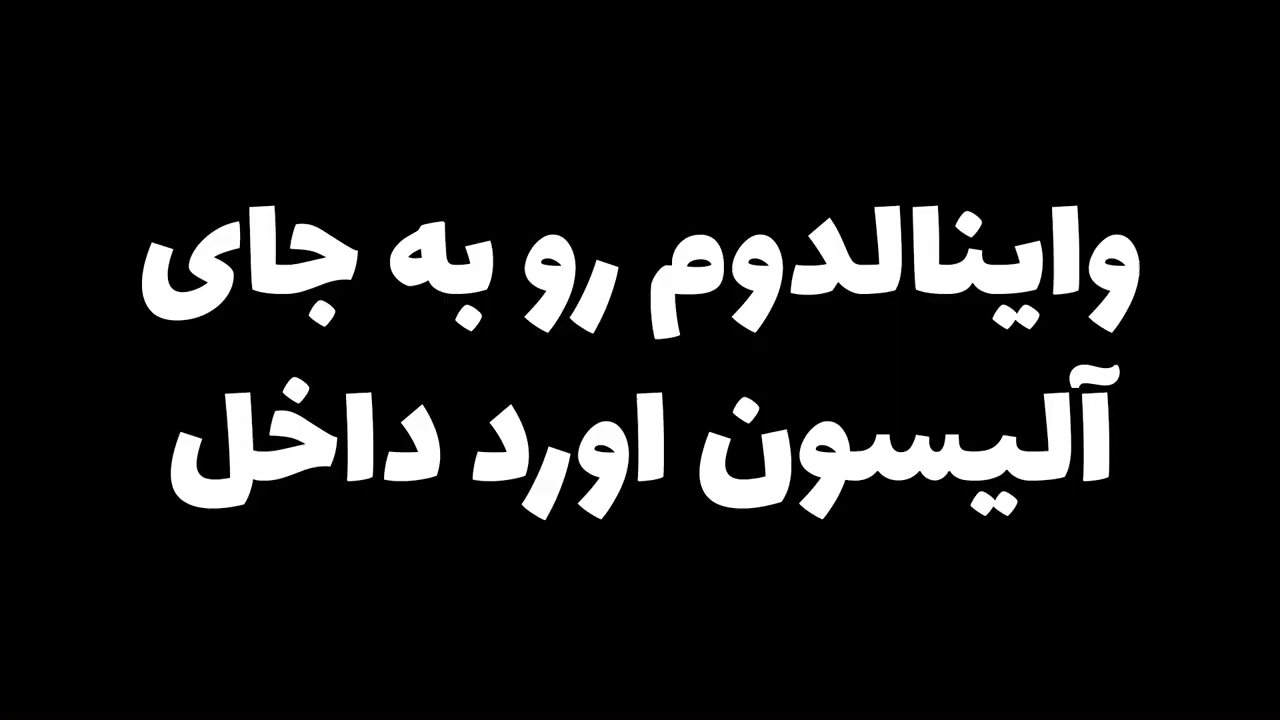 واینالدوم رو به جای
آلیسون اورد داخل